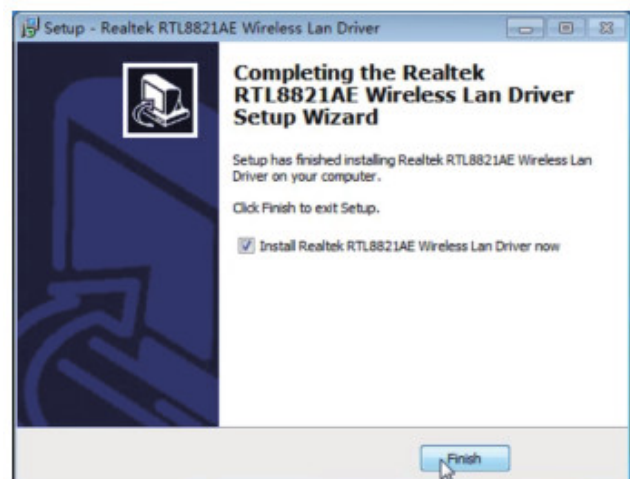 Setup - Realtek RTL8821AE Wireless Lan Driver
Completing the Realtek
RTL8821AE Wireless Lan Driver
Setup Wizard
Setup has finished installing Realtek RTL8821AE Wireless Lan
Driver on your computer.
Click Finish to exit Setup.
Install Realtek RTL8821AE Wireless Lan Driver now
Finish